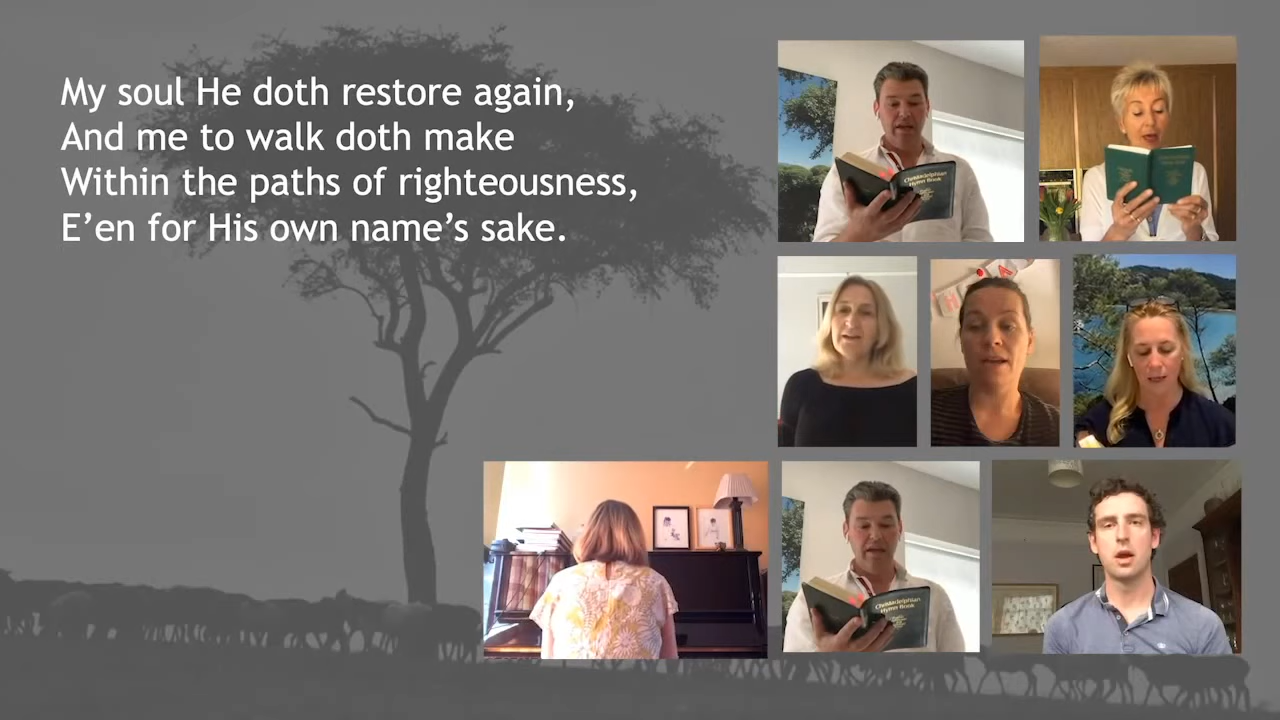 My soul He doth restore again,
And me to walk doth make
Within the paths of righteousness,
E’en for His own name’s sake.
Christadelphian
Hymn Book
Christadelphian
Hymn Book